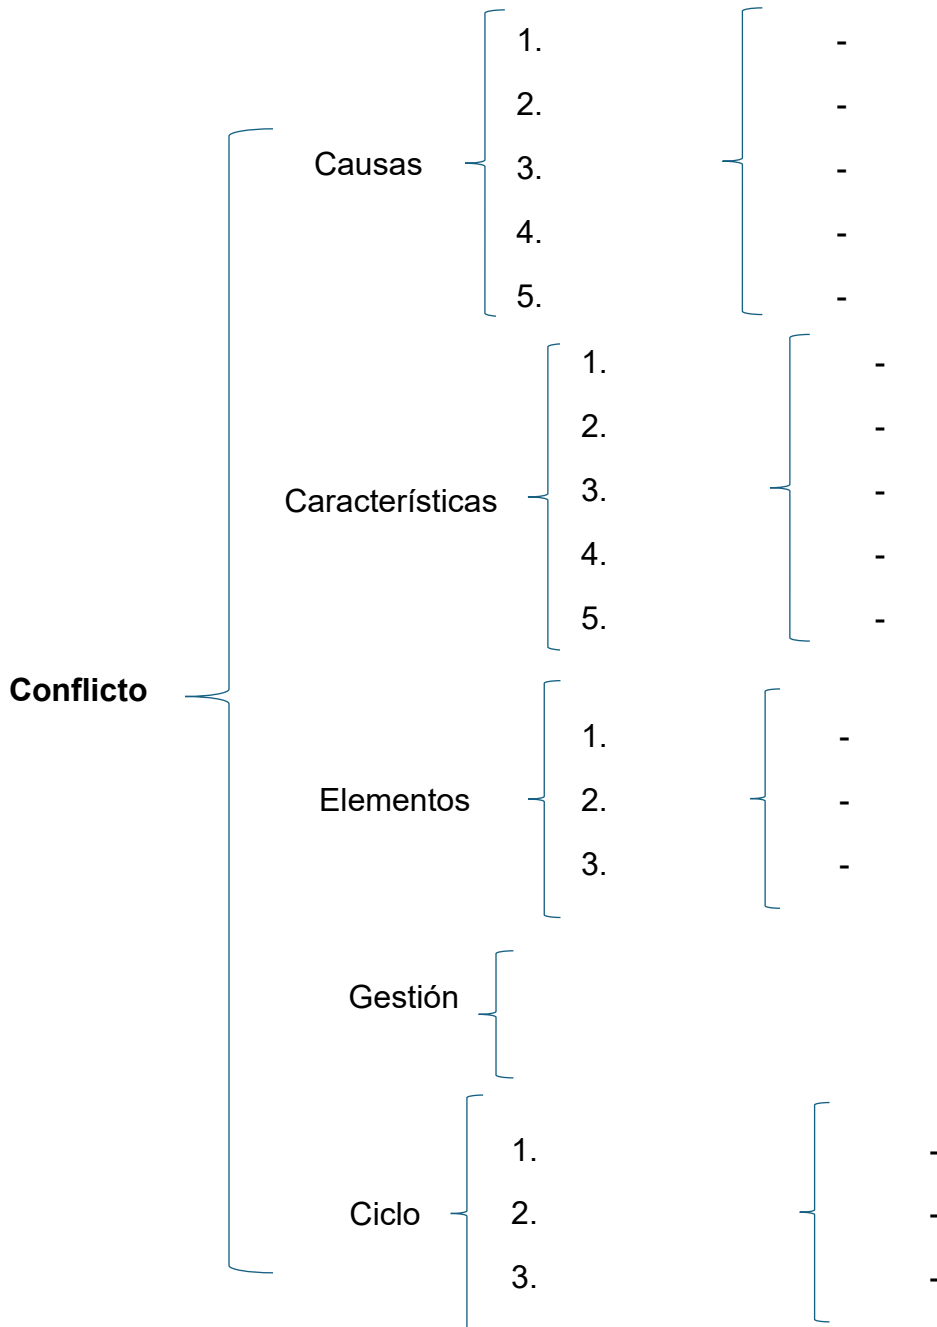 1. -
2. -
Causas 3. -
4. -
5. -
1. -
2. -
Características 3. -
4. -
5. -
Conflicto
1. -
Elementos 2. -
3. -
Gestión
1. -
Ciclo 2. -
3. -